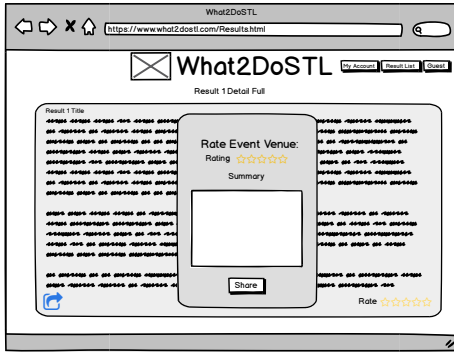 What2DoSTL
https://www.what2dostl.com/Results.html
What2DoSTL
My Account Result List Guest
Result 1 Detail Full
Result 1 Title
Rate Event Venue:
Rating
Summary
Share
Rate